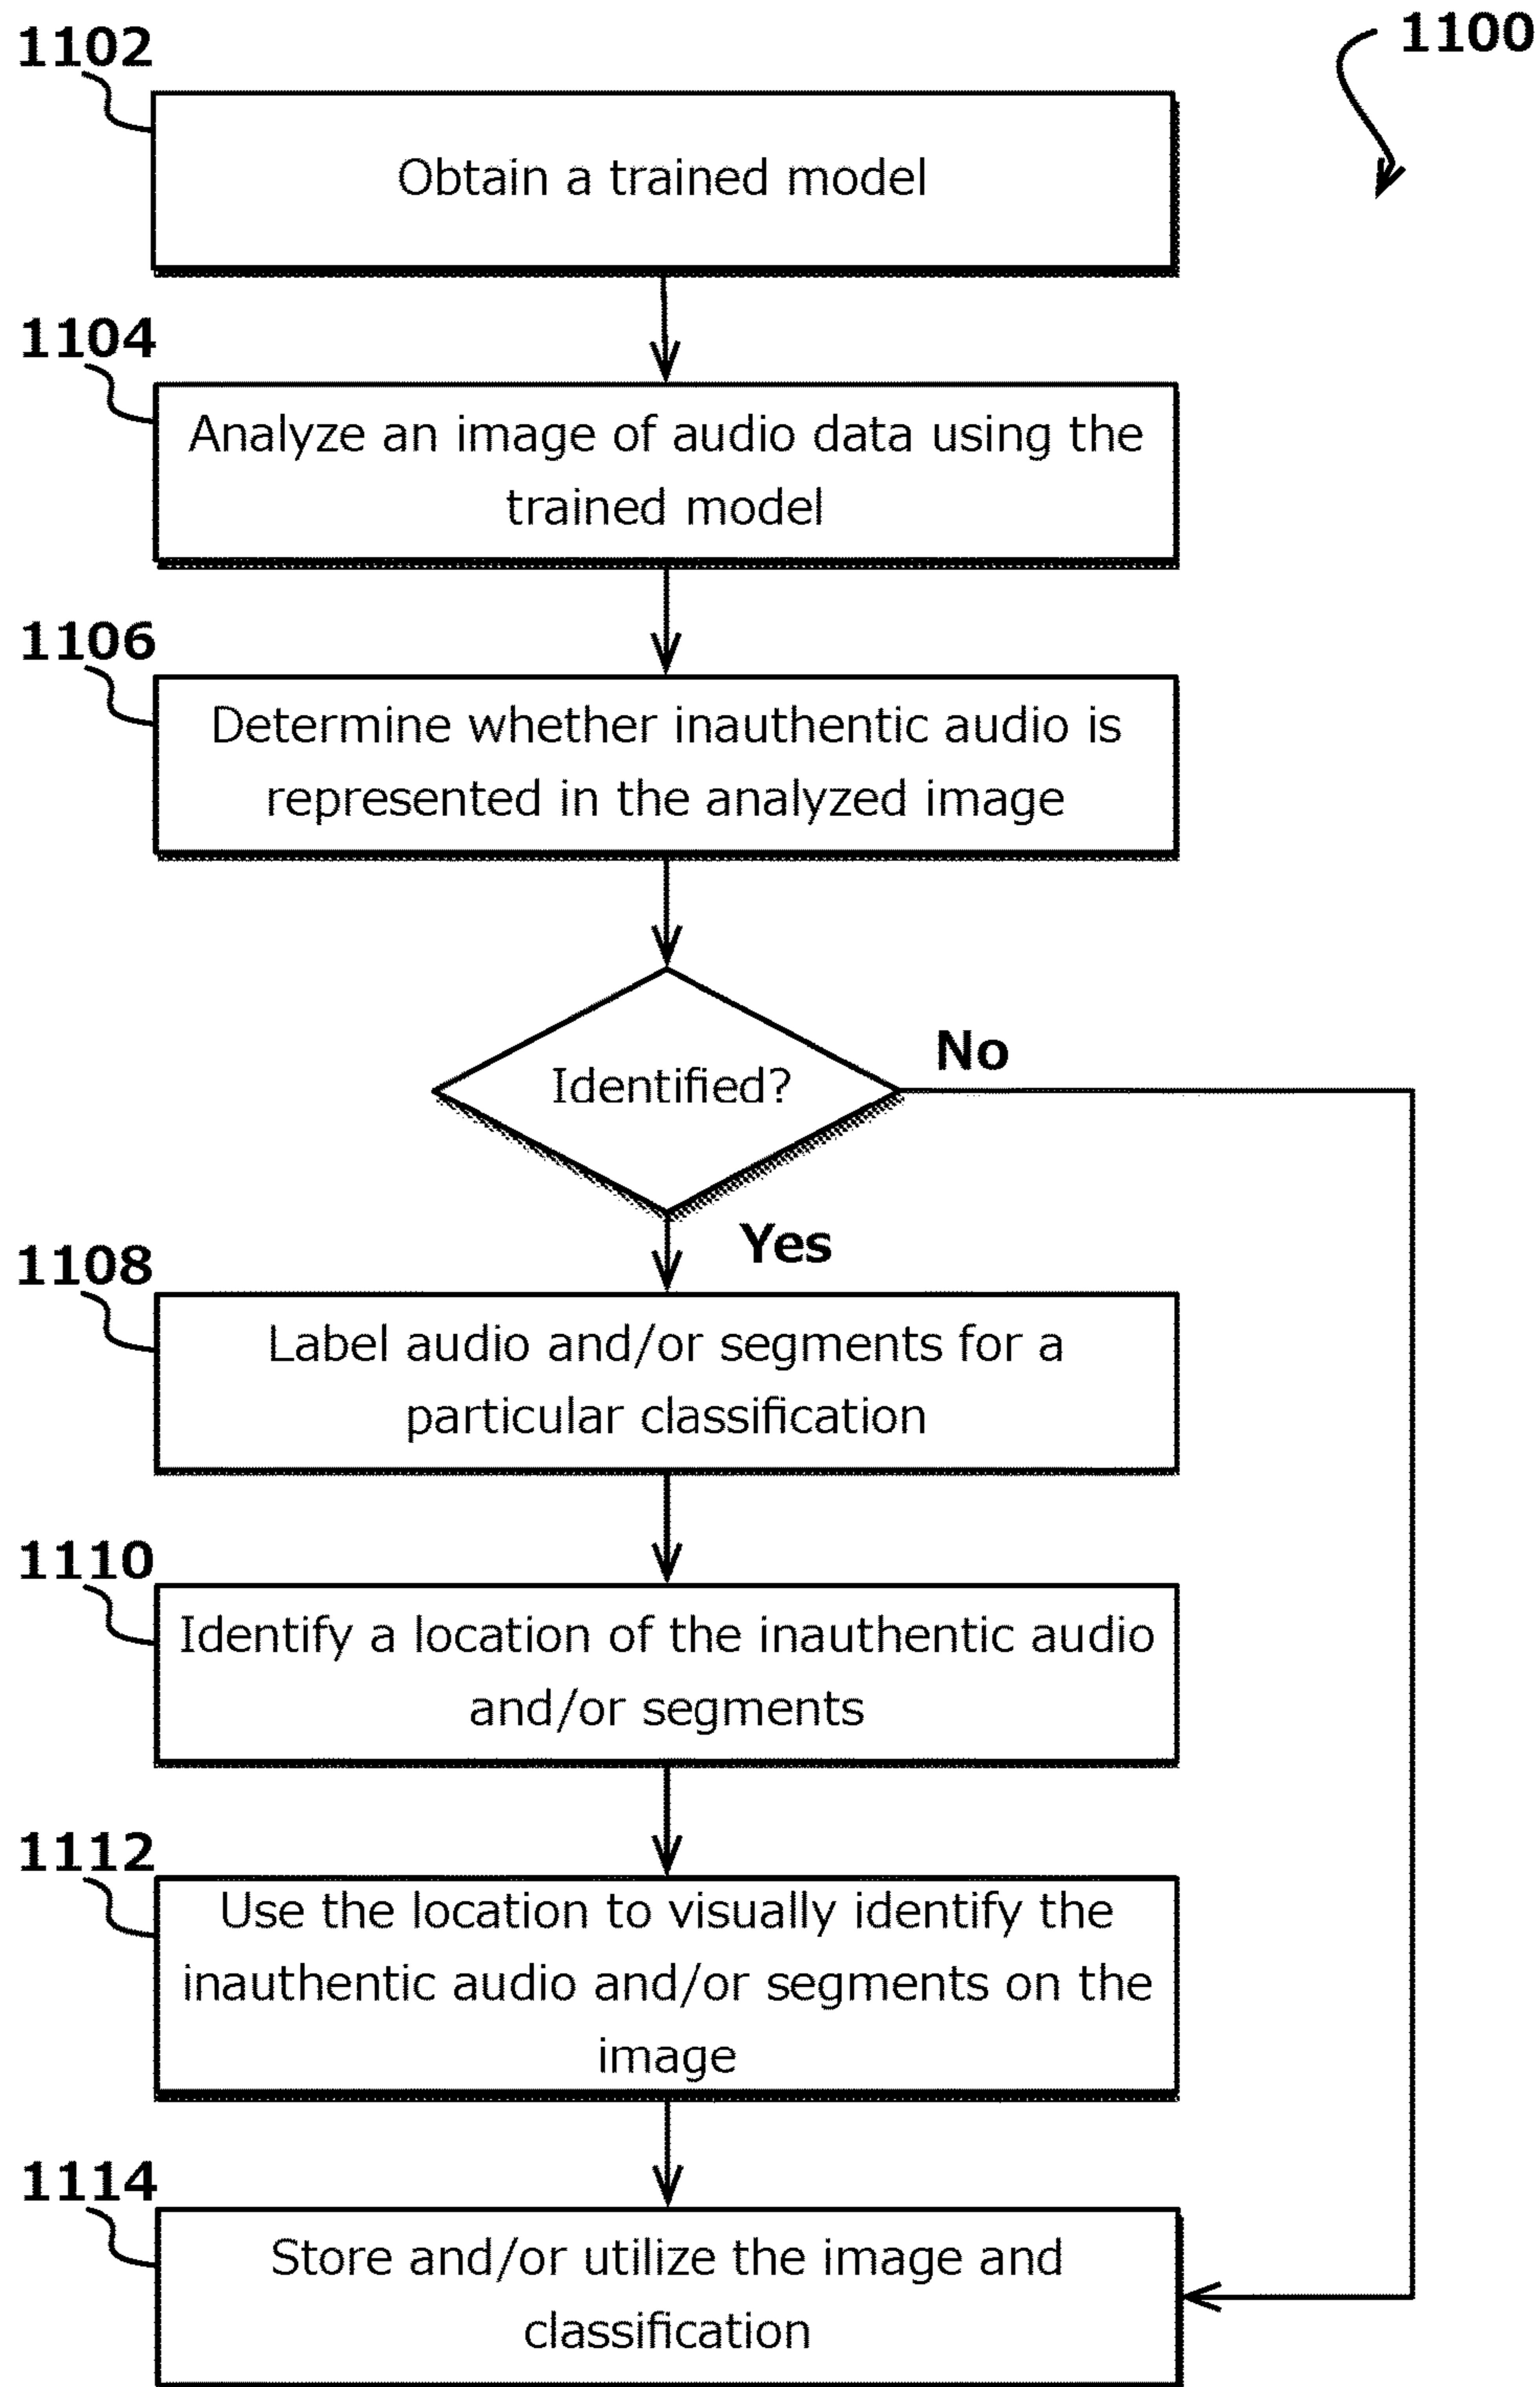 1102
1100
Obtain a trained model
1104
Analyze an image of audio data using the
trained model
1106
Determine whether inauthentic audio is
represented in the analyzed image
No
Identified?
Yes
1108
Label audio and/or segments for a
particular classification
1110
Identify a location of the inauthentic audio
and/or segments
1112
Use the location to visually identify the
inauthentic audio and/or segments on the
image
1114
Store and/or utilize the image and
classification